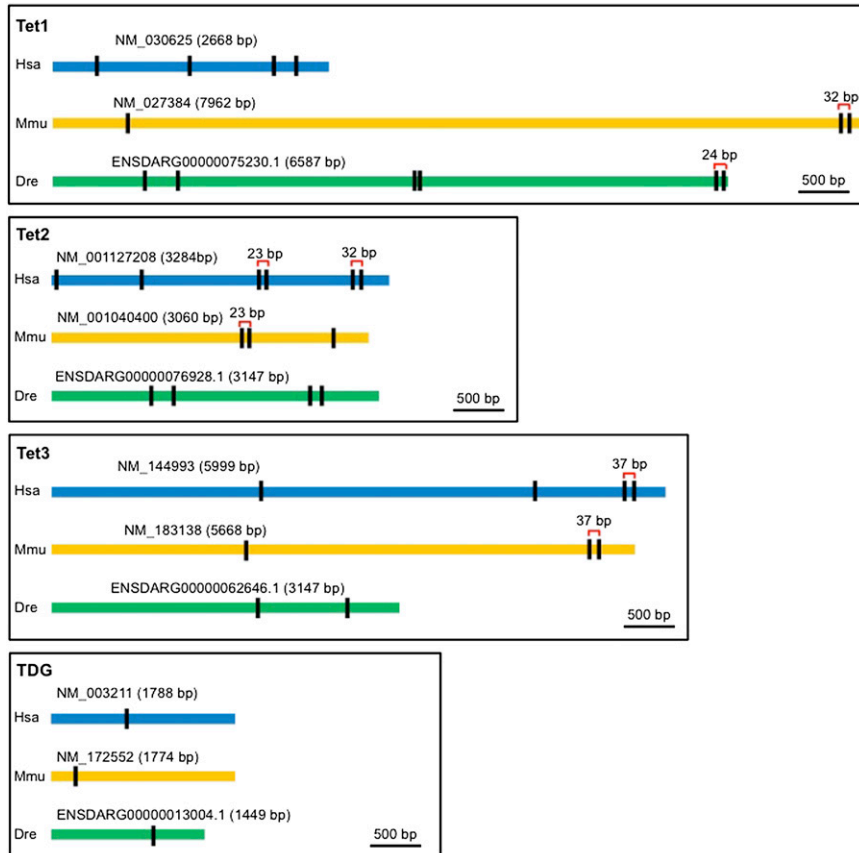 Tet1
NM_030625 (2668 bp)
Hsa
NM_027384 (7962 bp)
32 bp
Mmu
ENSDARG00000075230.1 (6587 bp)
24 bp
Dre
500 bp
Tet2
NM_001127208 (3284bp)
23 bp
32 bp
Hsa
NM_001040400 (3060 bp)
23 bp
Mmu
ENSDARG00000076928.1 (3147 bp)
Dre
500 bp
Tet3
NM_144993 (5999 bp)
37 bp
Hsa
NM_183138 (5668 bp)
37 bp
Mmu
ENSDARG00000062646.1 (3147 bp)
Dre
500 bp
TDG
NM_003211 (1788 bp)
Hsa
NM_172552 (1774 bp)
Mmu
ENSDARG00000013004.1 (1449 bp)
Dre
500 bp